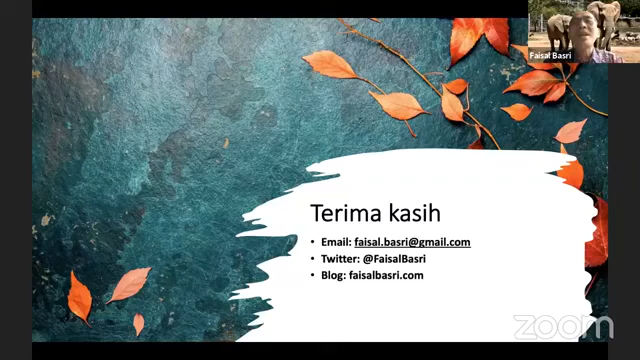 Faisal Basri
Terima kasih
• Email: faisal.basri@gmail.com
• Twitter: @FaisalBasri
• Blog: faisalbasri.com
zoom